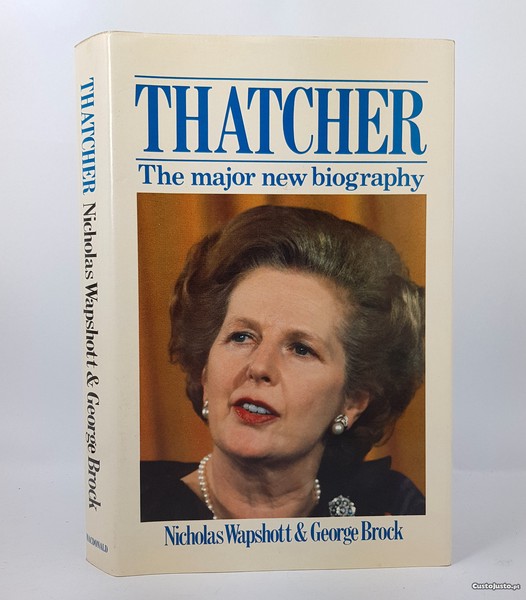 THATCHER
The major new biography
Nicholas Wapshott & George Brock
THATCHER Nicholas Wapshott & George Brock
MACDONALD
CustoJusto.pt